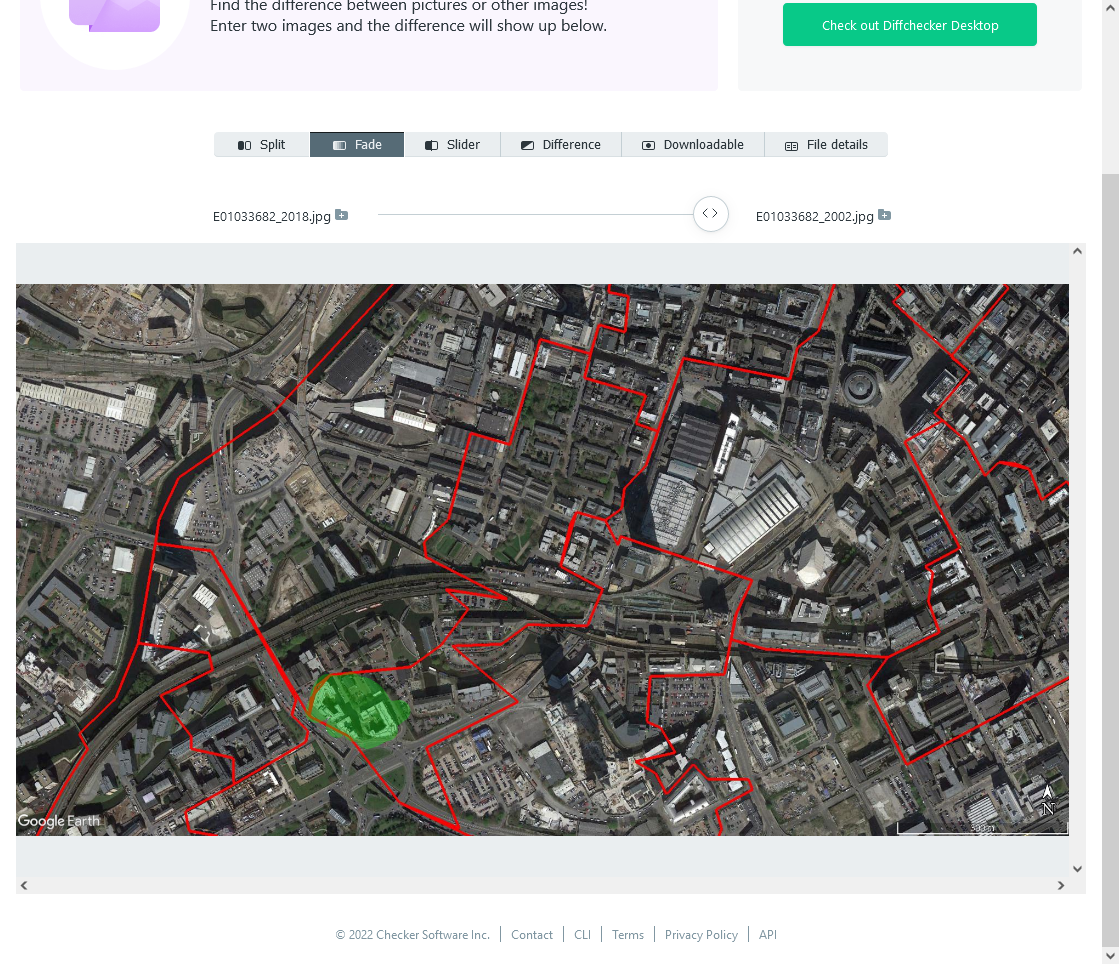 Find the difference between pictures or other images!
Enter two images and the difference will show up below.
Check out Diffchecker Desktop
Split
Fade
Slider
Difference
Downloadable
File details
E01033682_2018.jpg
E01033682_2002.jpg
Google Earth
N
300 m
© 2022 Checker Software Inc.
Contact
CLI
Terms
Privacy Policy
API